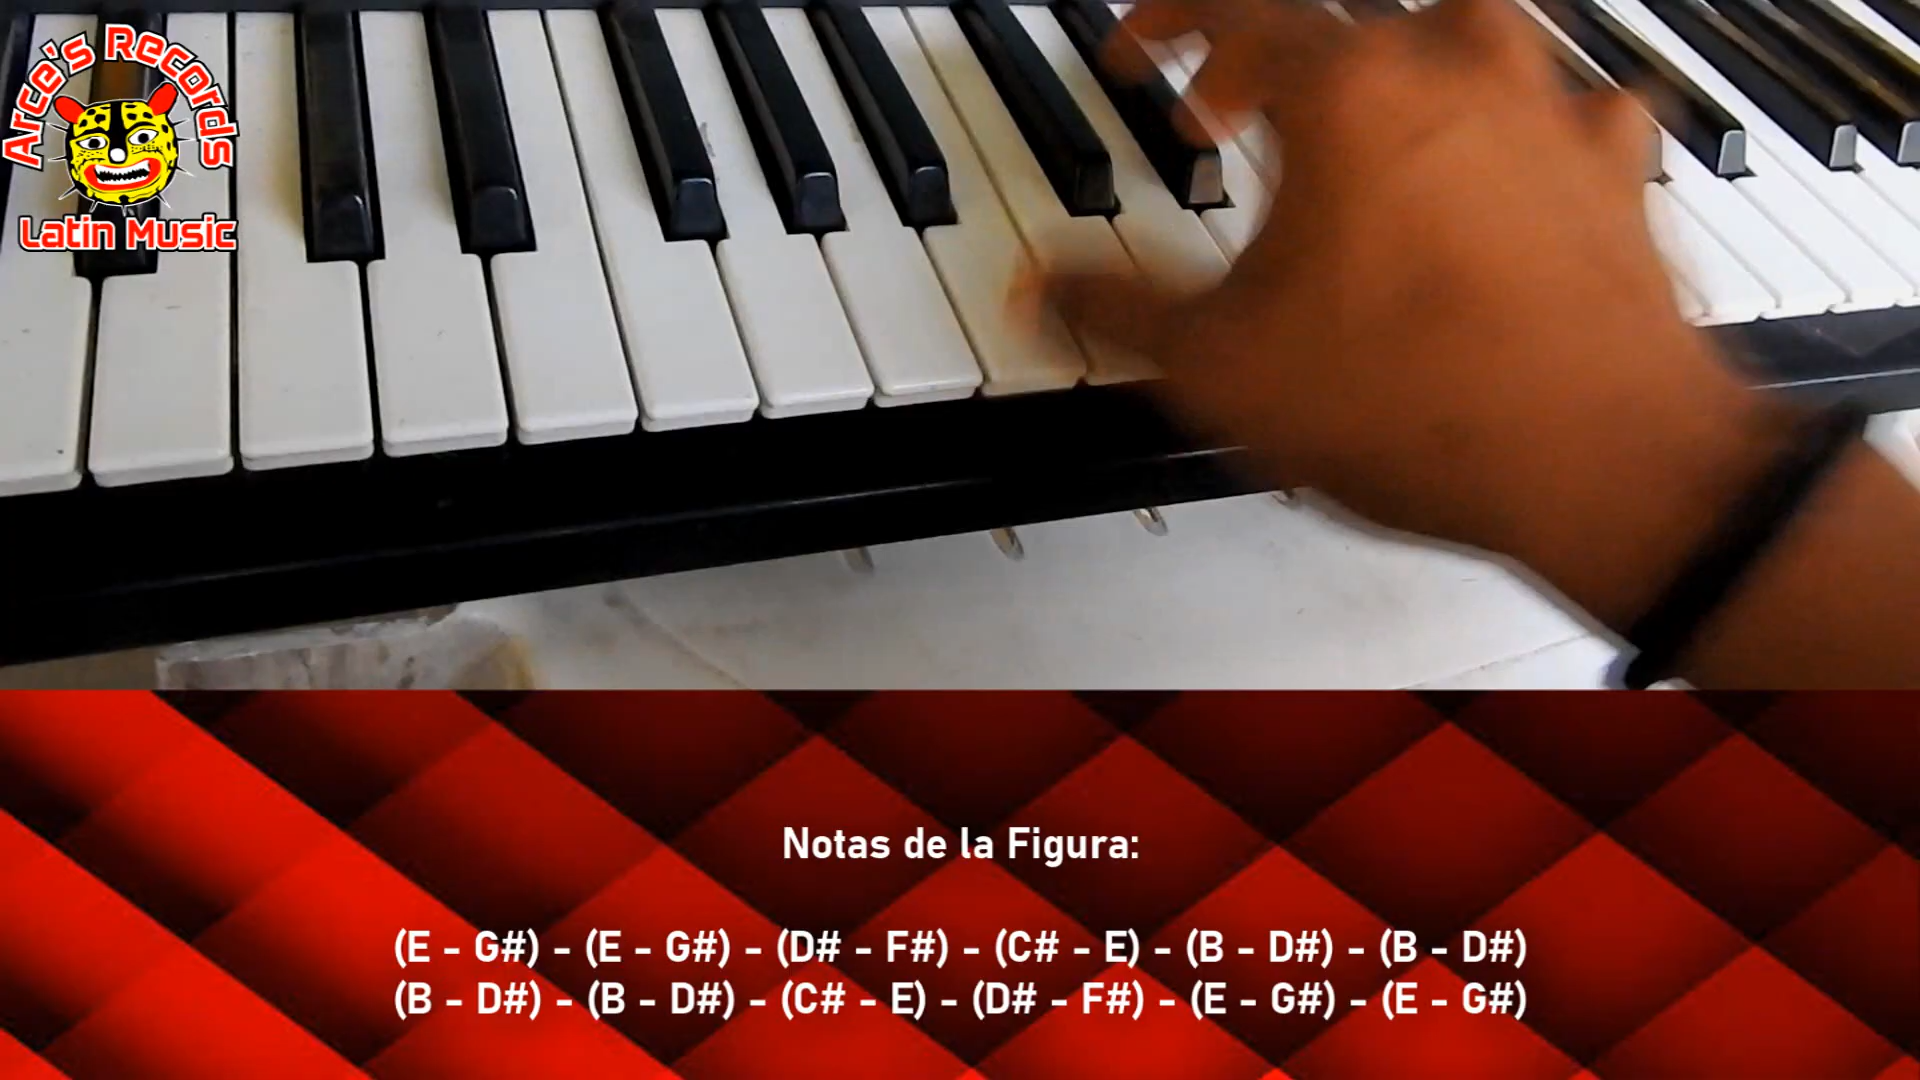 Arce's Records
Latin Music
Notas de la Figura:
(E - G#) - (E - G#) - (D# - F#) - (C# - E) - (B - D#) - (B - D#)
(B - D#) - (B - D#) - (C# - E) - (D# - F#) - (E - G#) - (E - G#)